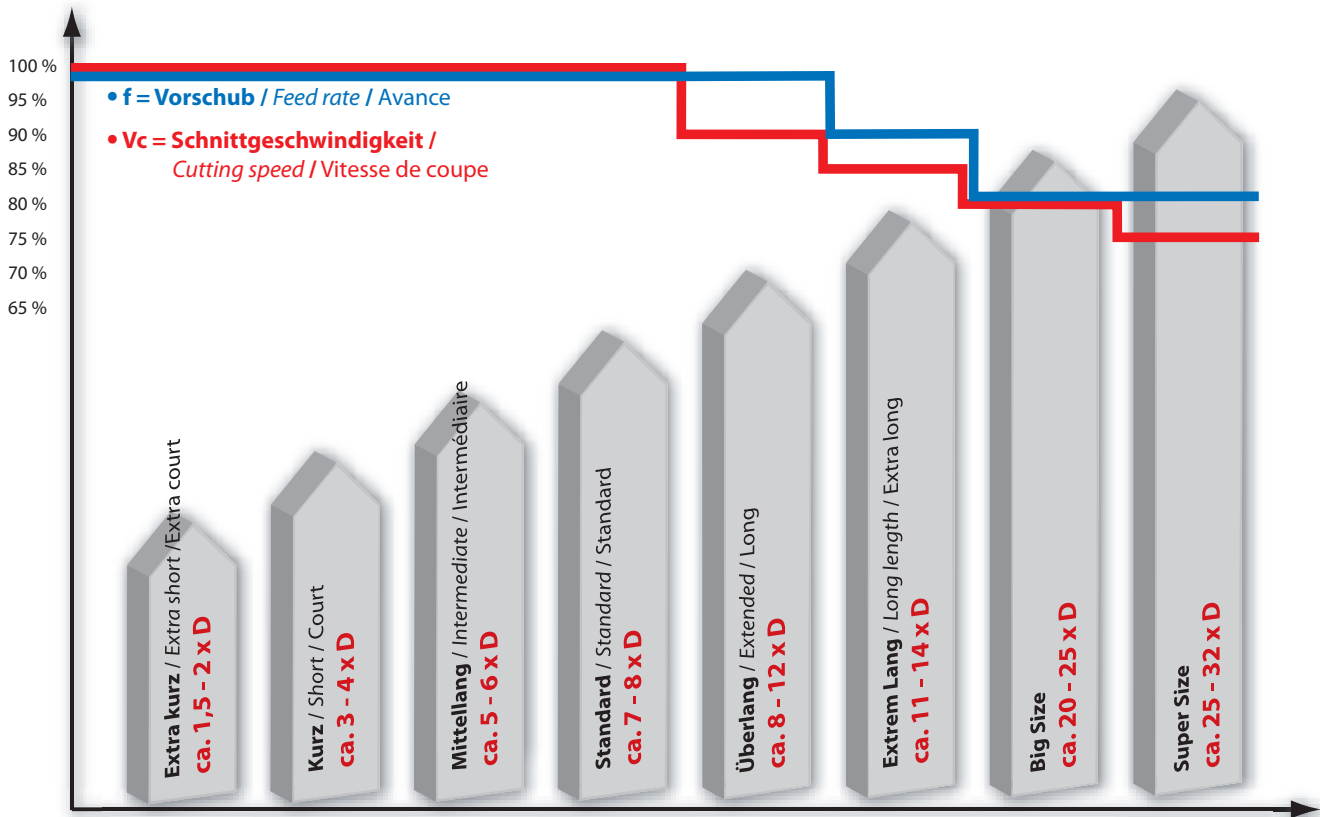 100 %
95 %
90 %
85 %
80 %
75 %
70 %
65 %
• f = Vorschub / Feed rate / Avance
• Vc = Schnittgeschwindigkeit /
Cutting speed / Vitesse de coupe
Extra kurz / Extra short /Extra court
ca. 1,5 - 2 x D
Kurz / Short / Court
ca. 3 - 4 x D
Mittellang / Intermediate / Intermédiaire
ca. 5 - 6 x D
Standard / Standard / Standard
ca. 7 - 8 x D
Überlang / Extended / Long
ca. 8 - 12 x D
Extrem Lang / Long length / Extra long
ca. 11 - 14 x D
Big Size
ca. 20 - 25 x D
Super Size
ca. 25 - 32 x D